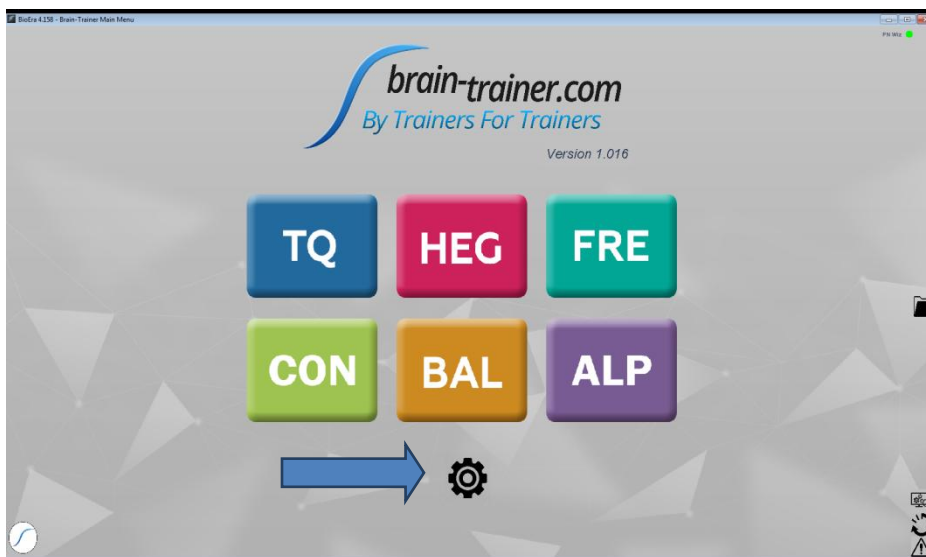 BioEra 4.158 - Brain-Trainer Main Menu
brain-trainer.com
By Trainers For Trainers
Version 1.016
TQ
HEG
FRE
CON
BAL
ALP